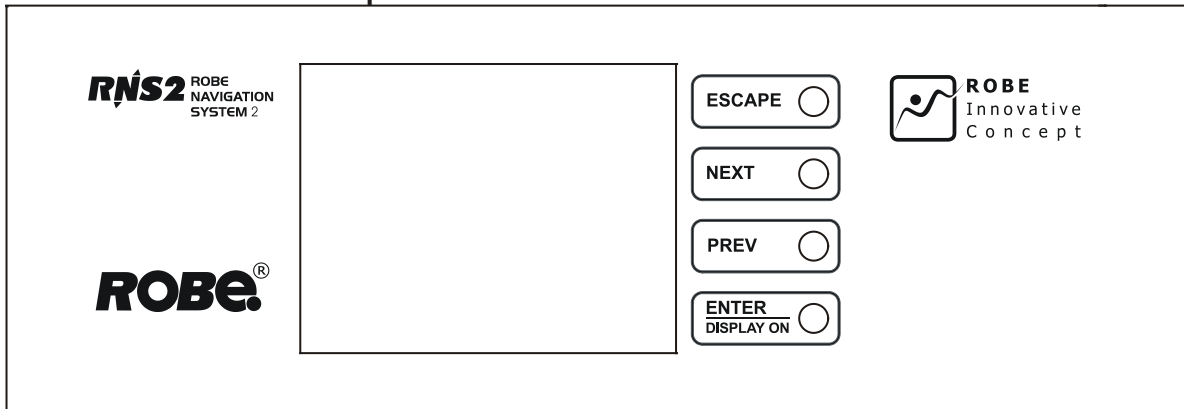 RNS2
ROBE
NAVIGATION
SYSTEM 2
ROBE.®
ESCAPE
NEXT
PREV
ENTER
DISPLAY ON
ROBE
Innovative
Concept